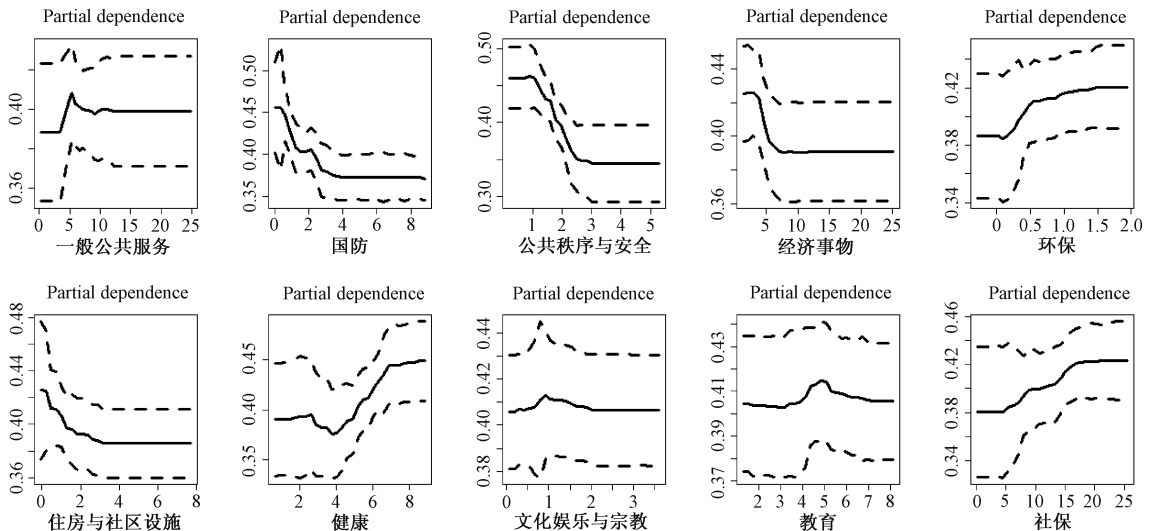 Partial dependence Partial dependence Partial dependence Partial dependence Partial dependence
0.36 0.40
0 5 10 15 20 25
一般公共服务
0.35 0.40 0.45 0.50
0 2 4 6 8
国防
0.30 0.40 0.50
1 2 3 4 5
公共秩序与安全
0.36 0.40 0.44
5 10 15 20 25
经济事物
0.34 0.38 0.42
0 0.5 1.0 1.5 2.0
环保
Partial dependence Partial dependence Partial dependence Partial dependence Partial dependence
0.36 0.40 0.44 0.48
0 2 4 6 8
住房与社区设施
0.35 0.45
2 4 6 8
健康
0.38 0.40 0.42 0.44
0 1 2 3
文化娱乐与宗教
0.37 0.39 0.41 0.43
2 3 4 5 6 7 8
教育
0.34 0.38 0.42 0.46
0 5 10 15 20 25
社保